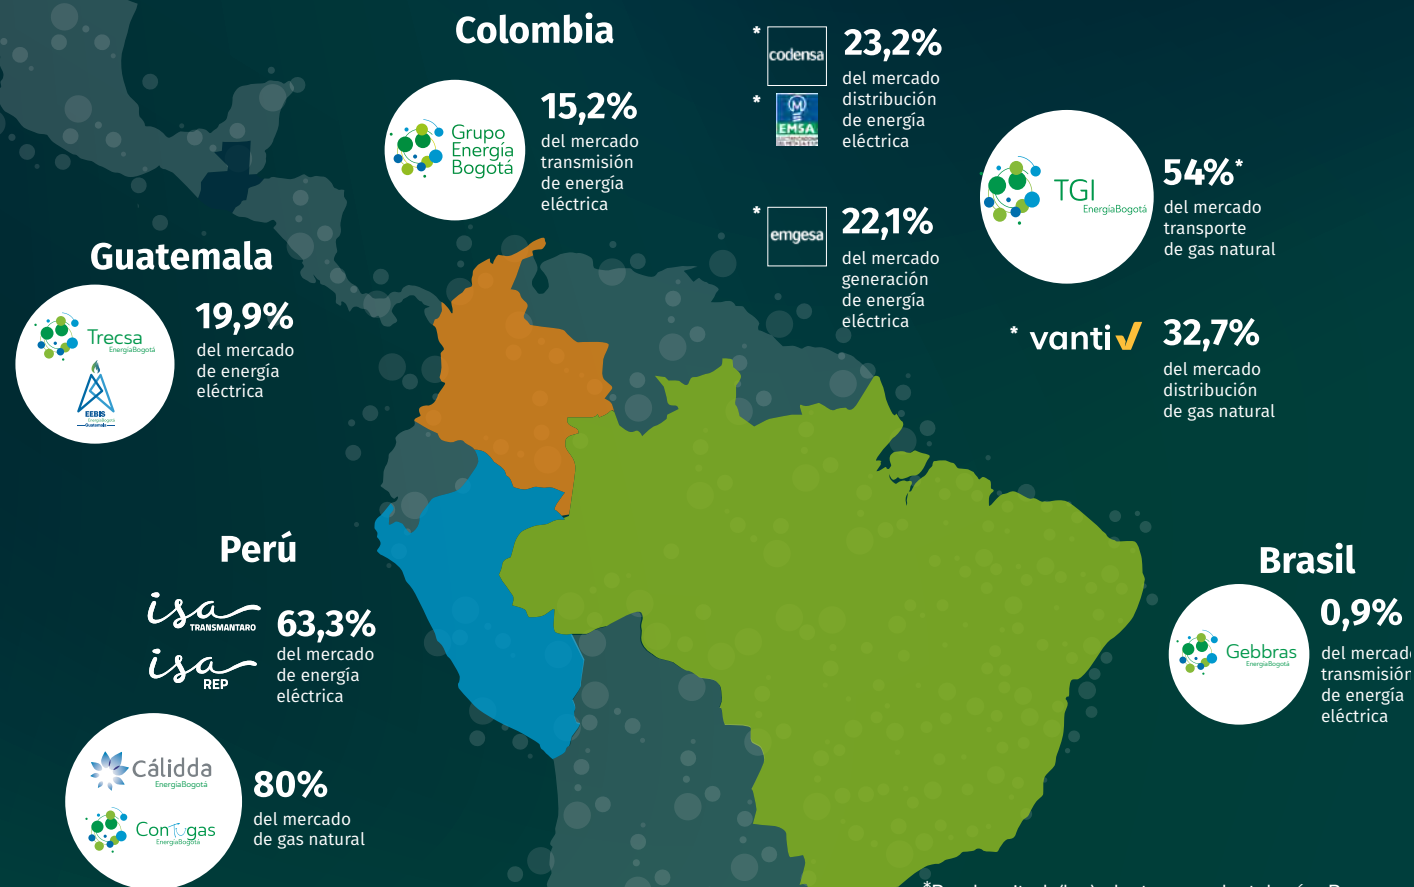 Colombia
Grupo
Energía
Bogotá
15,2%
del mercado
transmisión
de energía
eléctrica
*
codensa
*
EMSA
23,2%
del mercado
distribución
de energía
eléctrica
*
emgesa
22,1%
del mercado
generación
de energía
eléctrica
TGI
EnergíaBogotá
54%*
del mercado
transporte
de gas natural
* vanti
32,7%
del mercado
distribución
de gas natural
Guatemala
Trecsa
EnergíaBogotá
EEBIS
EnergíaBogotá
Guatemala
19,9%
del mercado
de energía
eléctrica
Perú
isa
TRANSMANTARO
isa
REP
63,3%
del mercado
de energía
eléctrica
Cálidda
EnergíaBogotá
ConTugas
EnergíaBogotá
80%
del mercado
de gas natural
Brasil
Gebbras
EnergíaBogotá
0,9%
del mercad
transmisiór
de energía
eléctrica